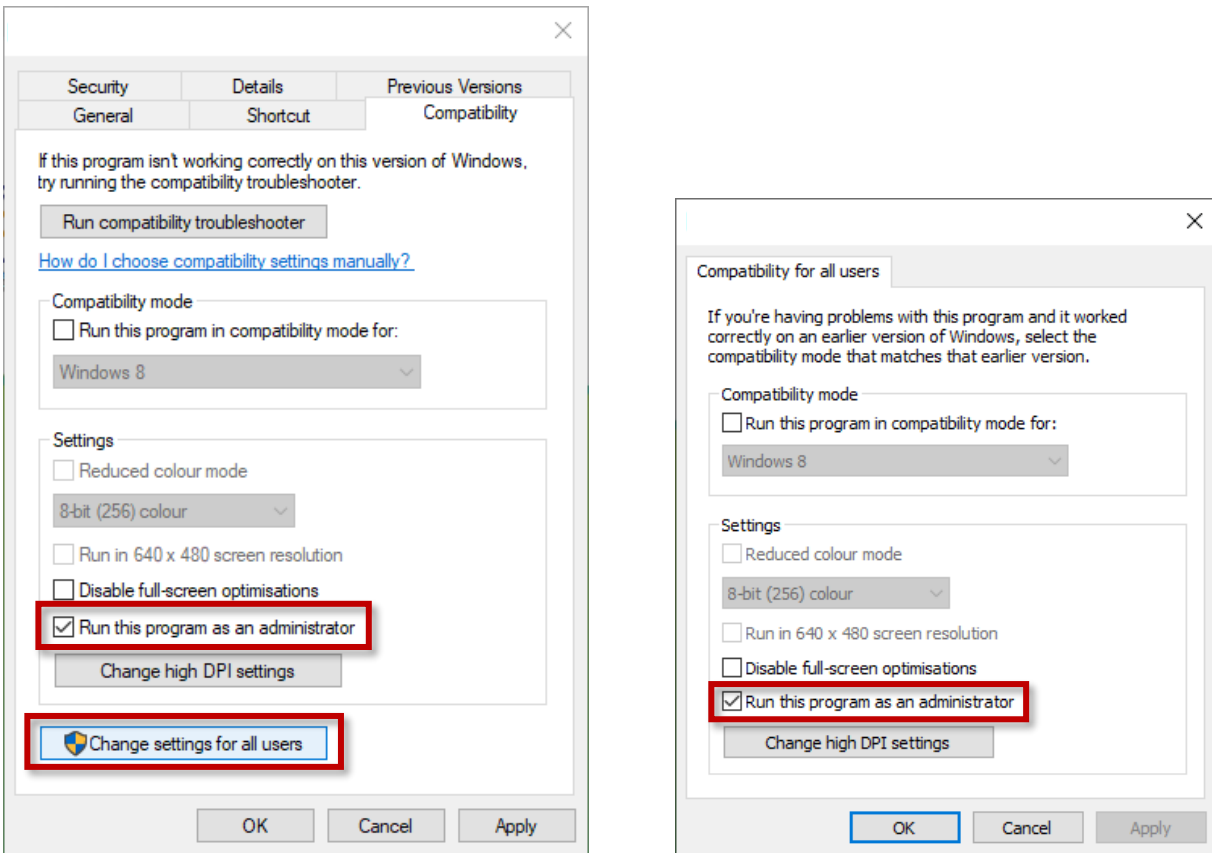 Security Details Previous Versions
General Shortcut Compatibility
If this program isn't working correctly on this version of Windows,
try running the compatibility troubleshooter.
Run compatibility troubleshooter
How do I choose compatibility settings manually?
Compatibility mode
Run this program in compatibility mode for:
Windows 8
Settings
Reduced colour mode
8-bit (256) colour
Run in 640 x 480 screen resolution
Disable full-screen optimisations
Run this program as an administrator
Change high DPI settings
Change settings for all users
OK Cancel Apply
Compatibility for all users
If you're having problems with this program and it worked
correctly on an earlier version of Windows, select the
compatibility mode that matches that earlier version.
Compatibility mode
Run this program in compatibility mode for:
Windows 8
Settings
Reduced colour mode
8-bit (256) colour
Run in 640 x 480 screen resolution
Disable full-screen optimisations
Run this program as an administrator
Change high DPI settings
OK Cancel Apply